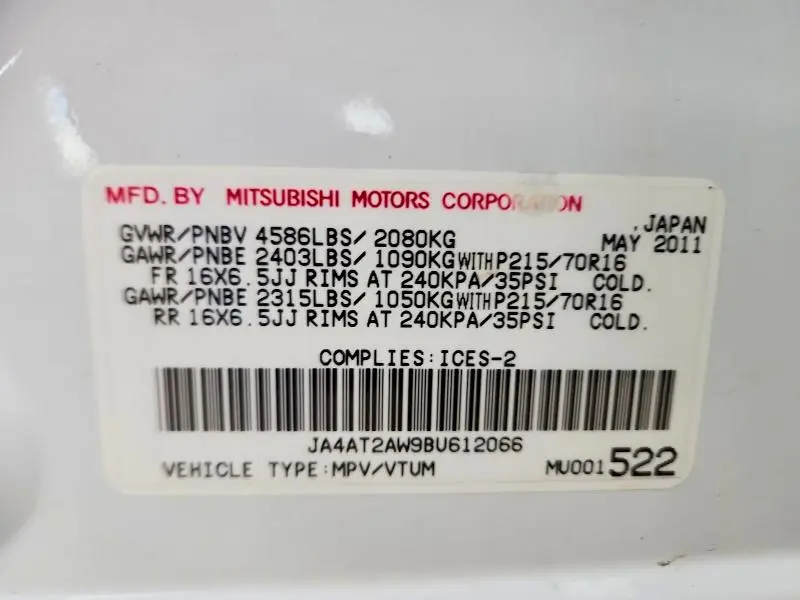 MFD. BY MITSUBISHI MOTORS CORPORATION
, JAPAN
GVWR/PNBV 4586LBS/ 2080KG MAY 2011
GAWR/PNBE 2403LBS/ 1090KG WITH P215/70R16
FR 16X6.5JJ RIMS AT 240KPA/35PSI COLD.
GAWR/PNBE 2315LBS/ 1050KG WITH P215/70R16
RR 16X6.5JJ RIMS AT 240KPA/35PSI COLD.
COMPLIES:ICES-2
JA4AT2AW9BU612066
VEHICLE TYPE:MPV/VTUM MU001522